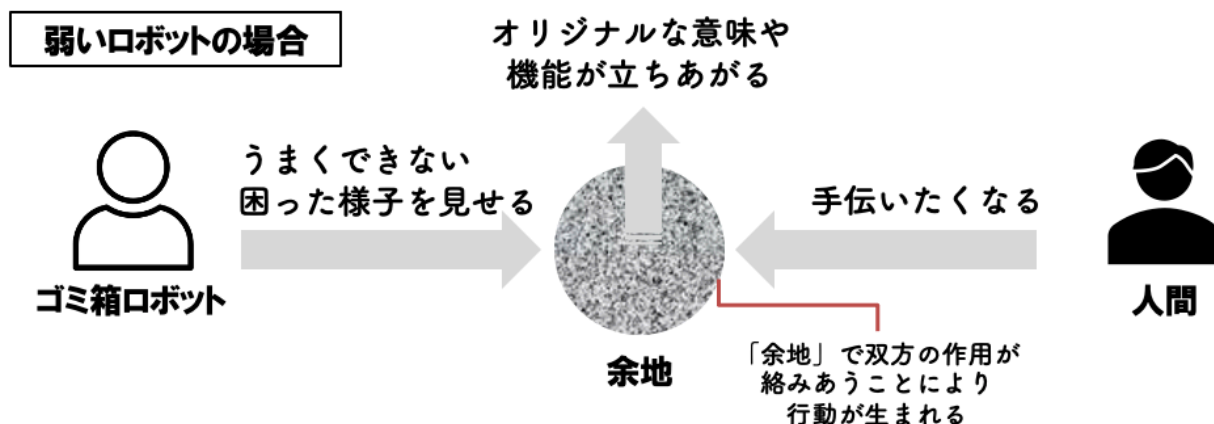 弱いロボットの場合
オリジナルな意味や
機能が立ちあがる
うまくできない
困った様子を見せる
手伝いたくなる
ゴミ箱ロボット
人間
余地
「余地」で双方の作用が
絡みあうことにより
行動が生まれる